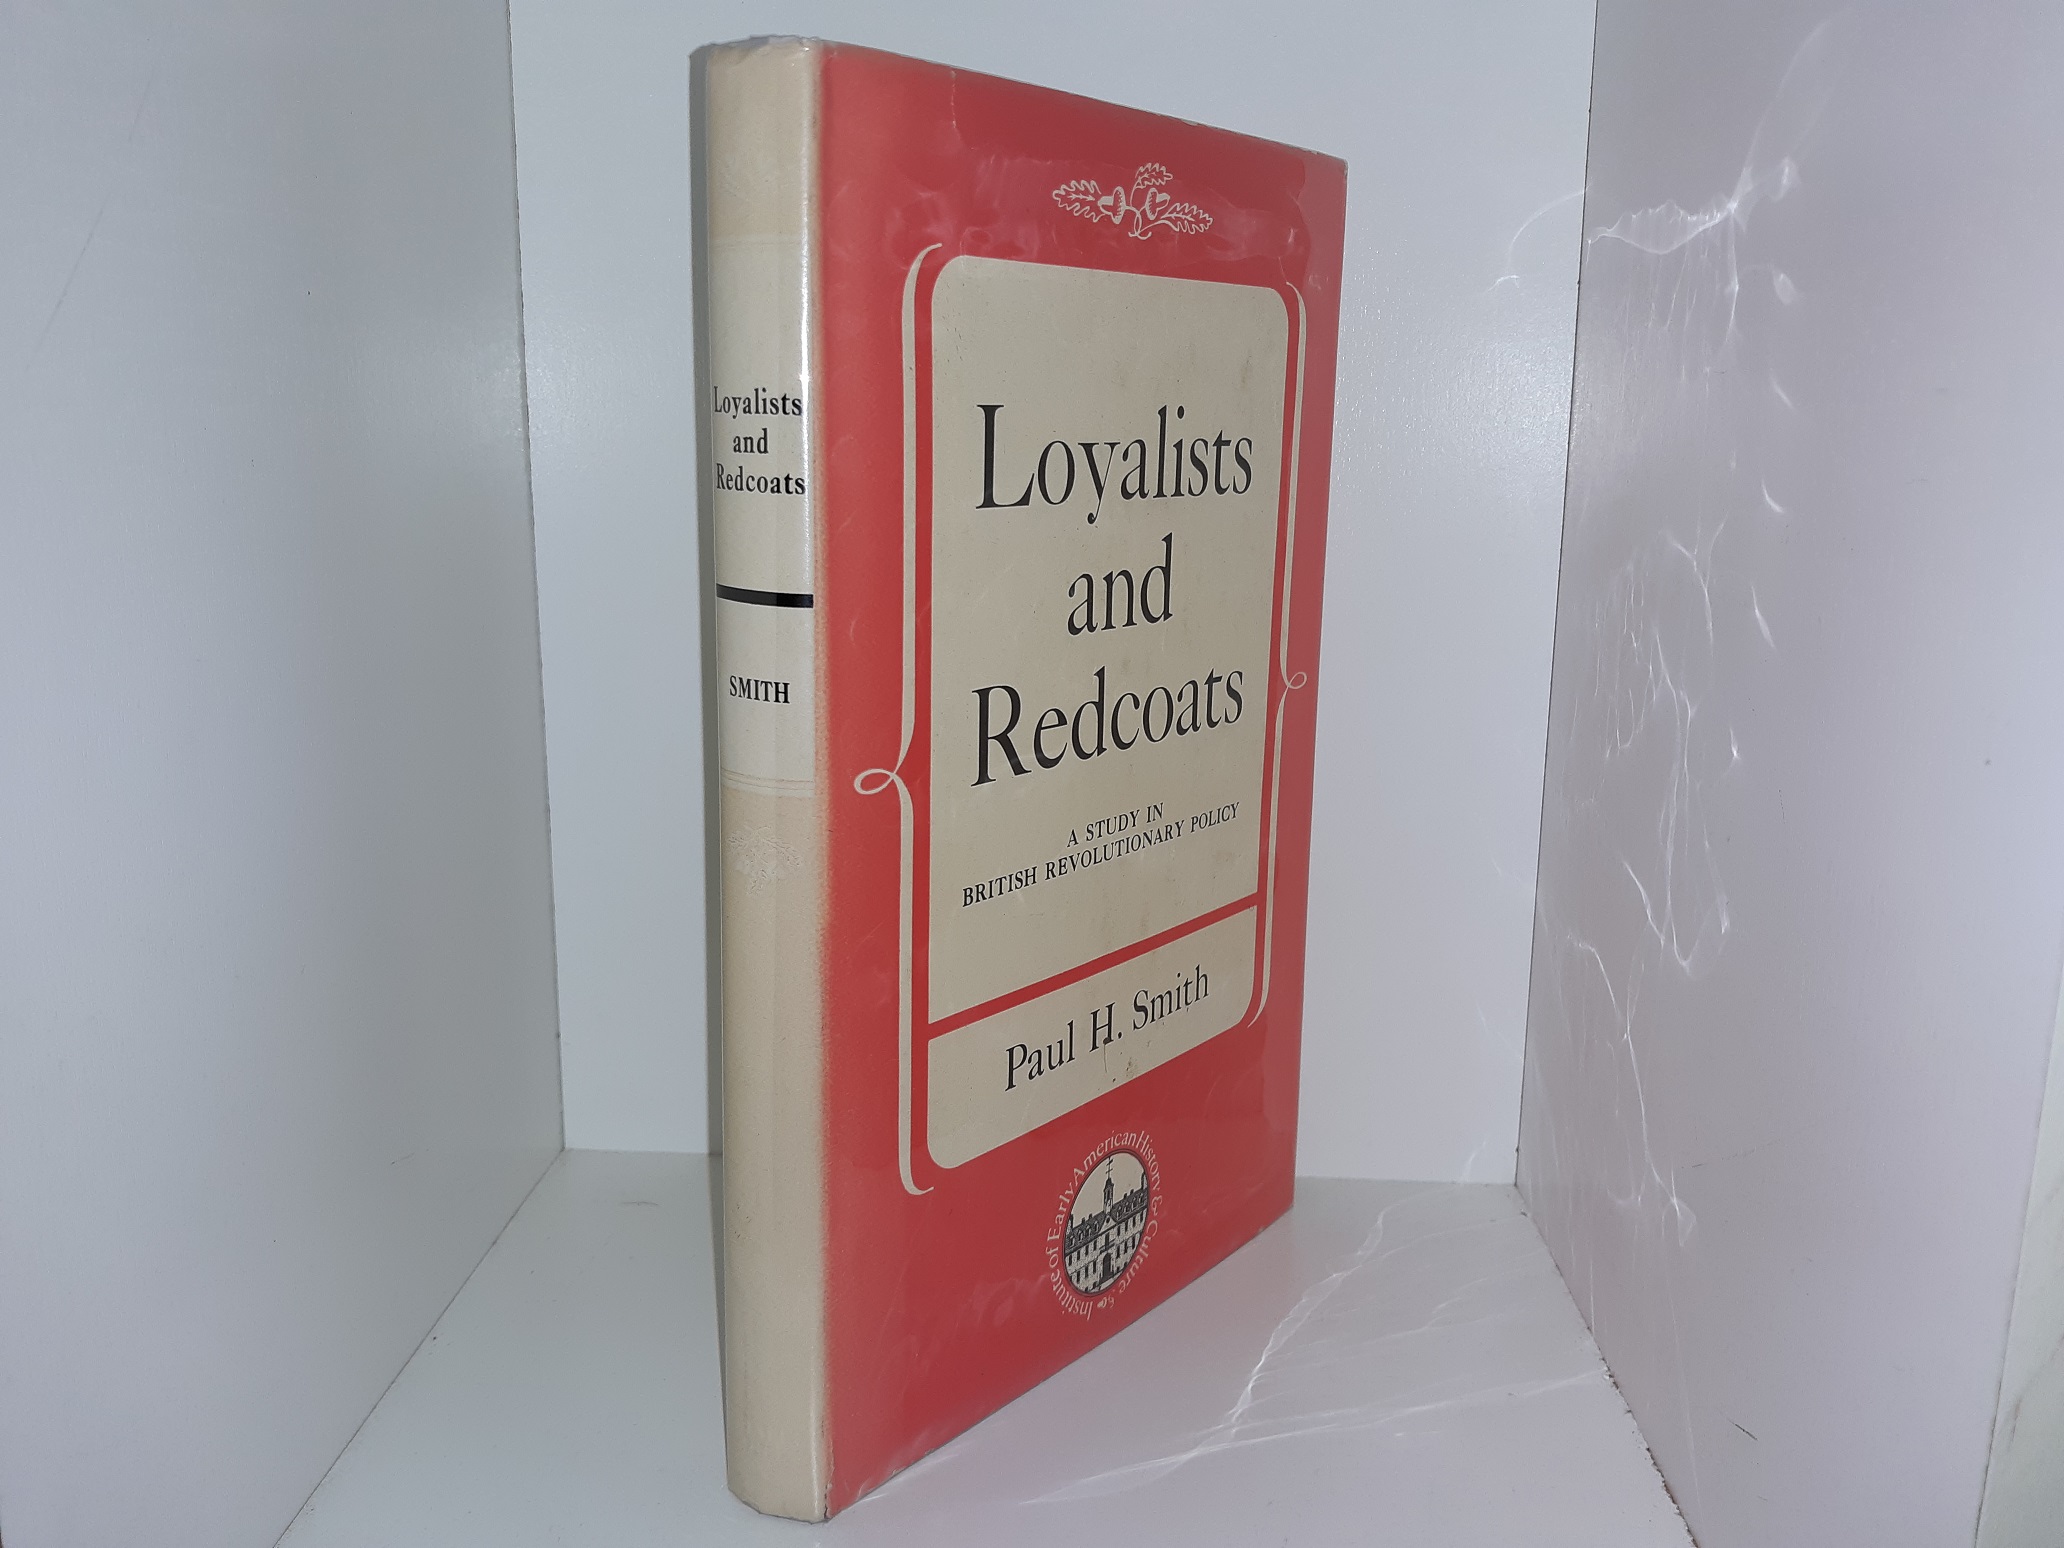 Loyalists
and
Redcoats
SMITH
Loyalists
and
Redcoats
A STUDY IN
BRITISH REVOLUTIONARY POLICY
Paul H. Smith
Institute of Early American History & Culture